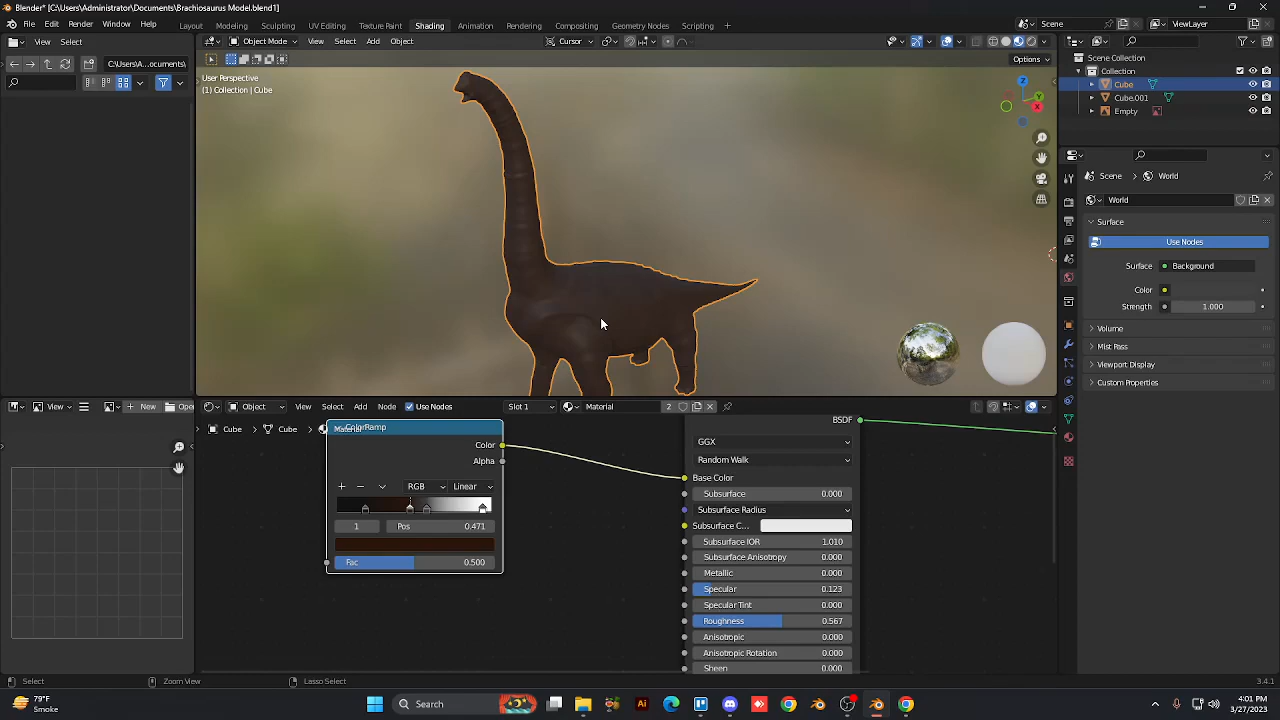 Blender* [C:\Users\Administrator\Documents\Brachiosaurus Model.blend1]
File Edit Render Window Help Layout Modeling Sculpting UV Editing Texture Paint Shading Animation Rendering Compositing Geometry Nodes Scripting + Scene ViewLayer
View Select Object Mode View Select Add Object Cursor
C:\A...ocuments\ Options
User Perspective
(1) Collection | Cube
Z
Y
X
Scene Collection
Collection
Cube
Cube.001
Empty
Scene > World
World
Surface
Use Nodes
Surface Background
Color
Strength 1.000
Volume
Mist Pass
Viewport Display
Custom Properties
View + New Open Object View Select Add Node Use Nodes Slot 1 Material 2
Cube > Cube > Material
ColorRamp
Color
Alpha
RGB Linear
1 Pos 0.471
Fac 0.500
BSDF
GGX
Random Walk
Base Color
Subsurface 0.000
Subsurface Radius
Subsurface C...
Subsurface IOR 1.010
Subsurface Anisotropy 0.000
Metallic 0.000
Specular 0.123
Specular Tint 0.000
Roughness 0.567
Anisotropic 0.000
Anisotropic Rotation 0.000
Sheen 0.000
Select Zoom View Lasso Select 3.4.1
79°F
Smoke
Search
4:01 PM
3/27/2023